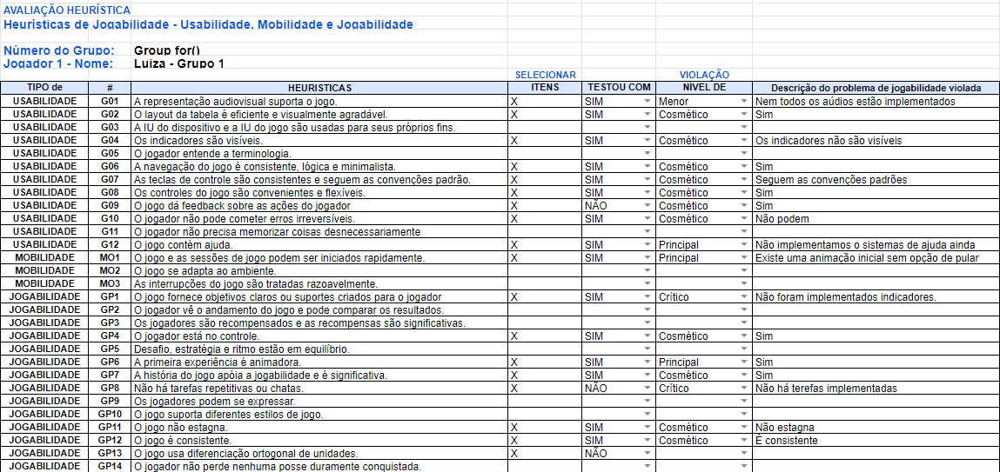 AVALIAÇÃO HEURÍSTICA
Heurísticas de Jogabilidade - Usabilidade, Mobilidade e Jogabilidade
Número do Grupo: Group for()
Jogador 1 - Nome: Luiza - Grupo 1
SELECIONAR VIOLAÇÃO
TIPO de # HEURISTICAS ITENS TESTOU COM NIVEL DE Descrição do problema de jogabilidade violada
USABILIDADE G01 A representação audiovisual suporta o jogo. X SIM Menor Nem todos os aúdios estão implementados
USABILIDADE G02 O layout da tabela é eficiente e visualmente agradável. X SIM Cosmético Sim
USABILIDADE G03 A IU do dispositivo e a IU do jogo são usadas para seus próprios fins.
USABILIDADE G04 Os indicadores são visíveis. X SIM Cosmético Os indicadores não são visíveis
USABILIDADE G05 O jogador entende a terminologia.
USABILIDADE G06 A navegação do jogo é consistente, lógica e minimalista. X SIM Cosmético Sim
USABILIDADE G07 As teclas de controle são consistentes e seguem as convenções padrão. X SIM Cosmético Seguem as convenções padrões
USABILIDADE G08 Os controles do jogo são convenientes e flexíveis. X SIM Cosmético Sim
USABILIDADE G09 O jogo dá feedback sobre as ações do jogador X NÃO Cosmético Sim
USABILIDADE G10 O jogador não pode cometer erros irreversíveis. X SIM Cosmético Não podem
USABILIDADE G11 O jogador não precisa memorizar coisas desnecessariamente
USABILIDADE G12 O jogo contém ajuda. X SIM Principal Não implementamos o sistemas de ajuda ainda
MOBILIDADE MO1 O jogo e as sessões de jogo podem ser iniciados rapidamente. X SIM Principal Existe uma animação inicial sem opção de pular
MOBILIDADE MO2 O jogo se adapta ao ambiente.
MOBILIDADE MO3 As interrupções do jogo são tratadas razoavelmente.
JOGABILIDADE GP1 O jogo fornece objetivos claros ou suportes criados para o jogador X SIM Crítico Não foram implementados indicadores.
JOGABILIDADE GP2 O jogador vê o andamento do jogo e pode comparar os resultados.
JOGABILIDADE GP3 Os jogadores são recompensados e as recompensas são significativas.
JOGABILIDADE GP4 O jogador está no controle. X SIM Cosmético Sim
JOGABILIDADE GP5 Desafio, estratégia e ritmo estão em equilíbrio.
JOGABILIDADE GP6 A primeira experiência é animadora. X SIM Principal Sim
JOGABILIDADE GP7 A história do jogo apóia a jogabilidade e é significativa. X SIM Cosmético Sim
JOGABILIDADE GP8 Não há tarefas repetitivas ou chatas. X NÃO Crítico Não há terefas implementadas
JOGABILIDADE GP9 Os jogadores podem se expressar.
JOGABILIDADE GP10 O jogo suporta diferentes estilos de jogo.
JOGABILIDADE GP11 O jogo não estagna. X SIM Cosmético Não estagna
JOGABILIDADE GP12 O jogo é consistente. X SIM Cosmético É consistente
JOGABILIDADE GP13 O jogo usa diferenciação ortogonal de unidades. X NÃO
JOGABILIDADE GP14 O jogador não perde nenhuma posse duramente conquistada.